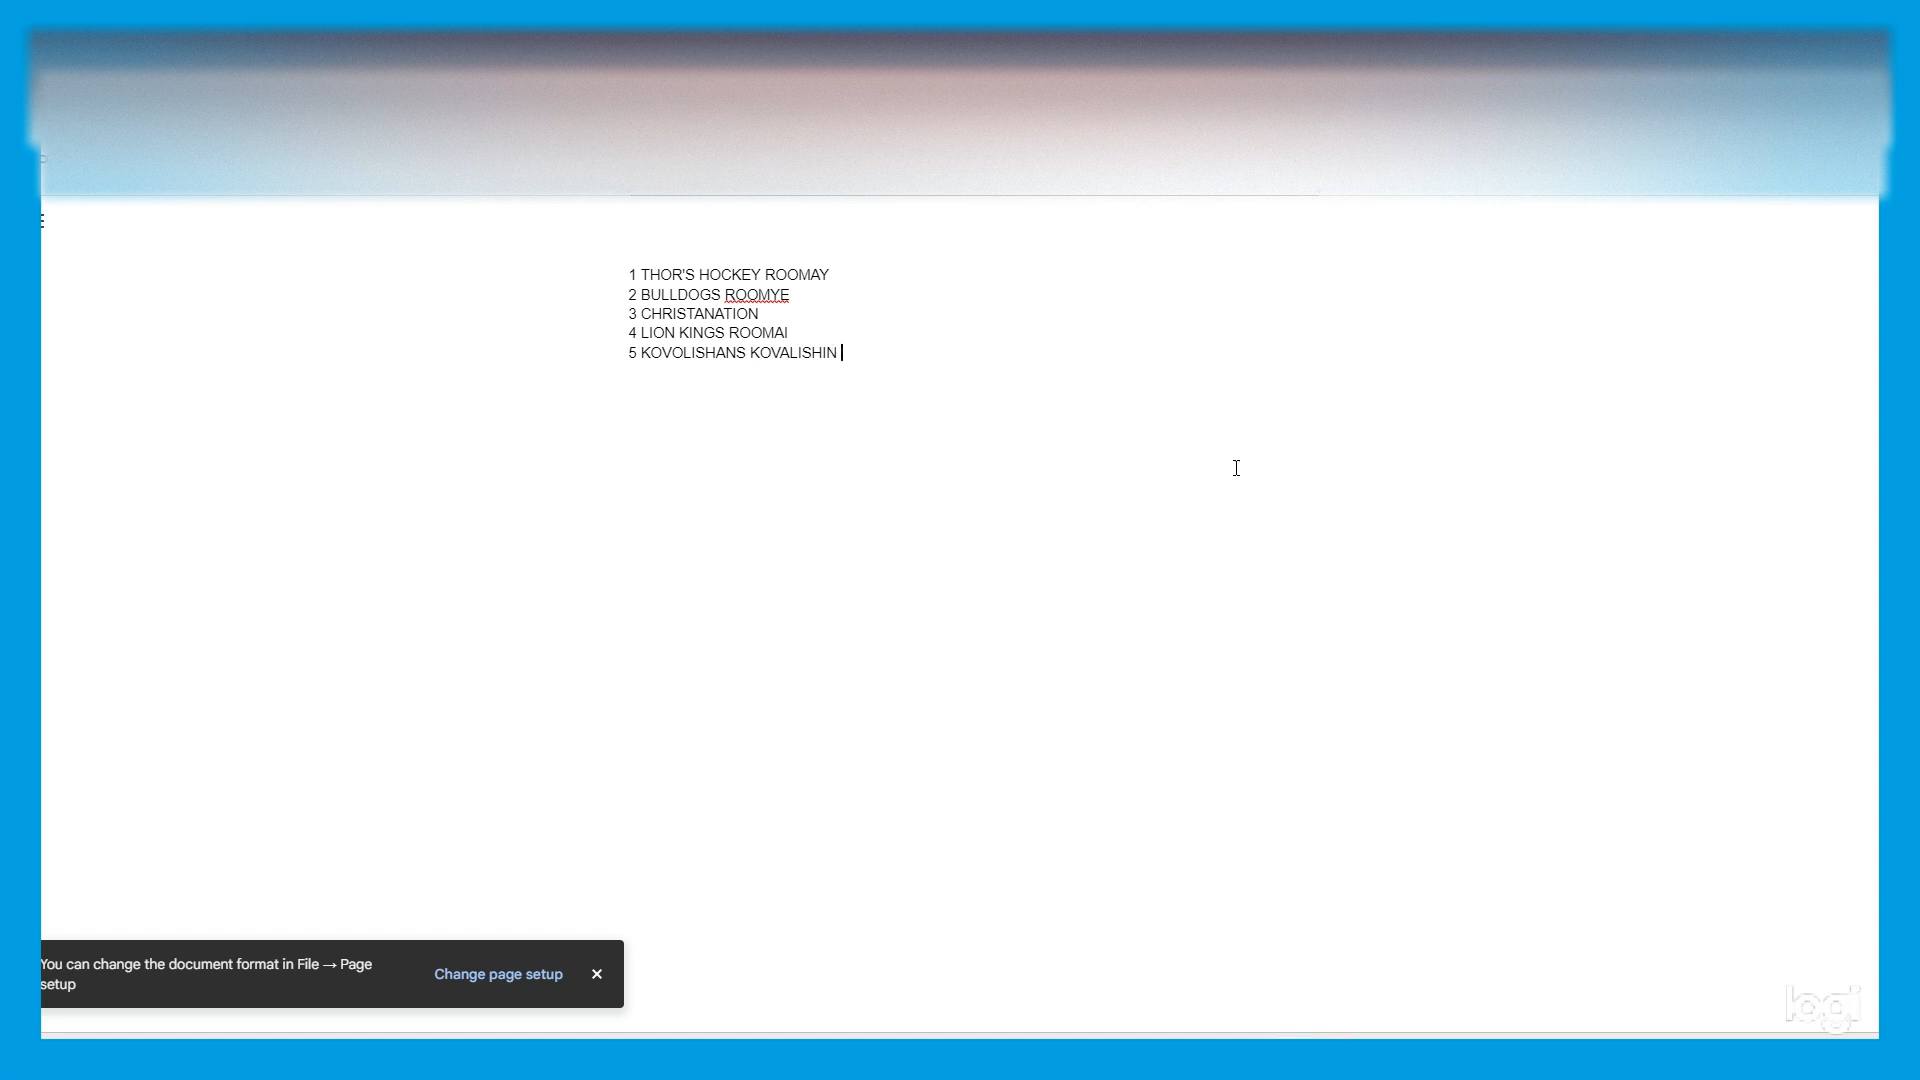 1 THOR'S HOCKEY ROOMAY
2 BULLDOGS ROOMYE
3 CHRISTANATION
4 LION KINGS ROOMAI
5 KOVOLISHANS KOVALISHIN
You can change the document format in File → Page
setup
Change page setup
logi